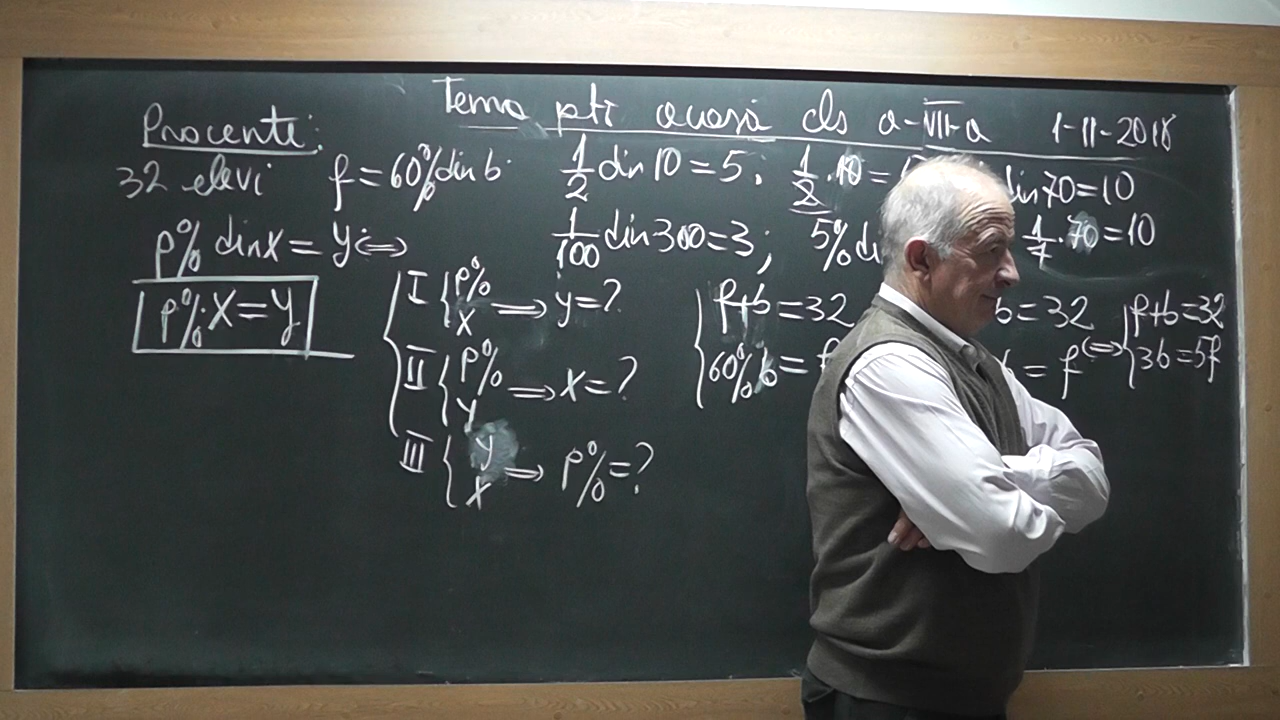 Tema ptr acasă cls a-VII-a 1-11-2018
Procente:
32 elevi f=60% din b
p% din x = y ⟺
p%·x=y
I { p% x ⟹ y=?
II { p% y ⟹ x=?
III { y x ⟹ p%=?
1/2 din 10=5; 1/2·10= din 70=10
1/100 din 300=3; 5% 1/7·70=10
{ f+b=32 b=32 { f+b=32
60% b= = f ⟺ 3b=5f